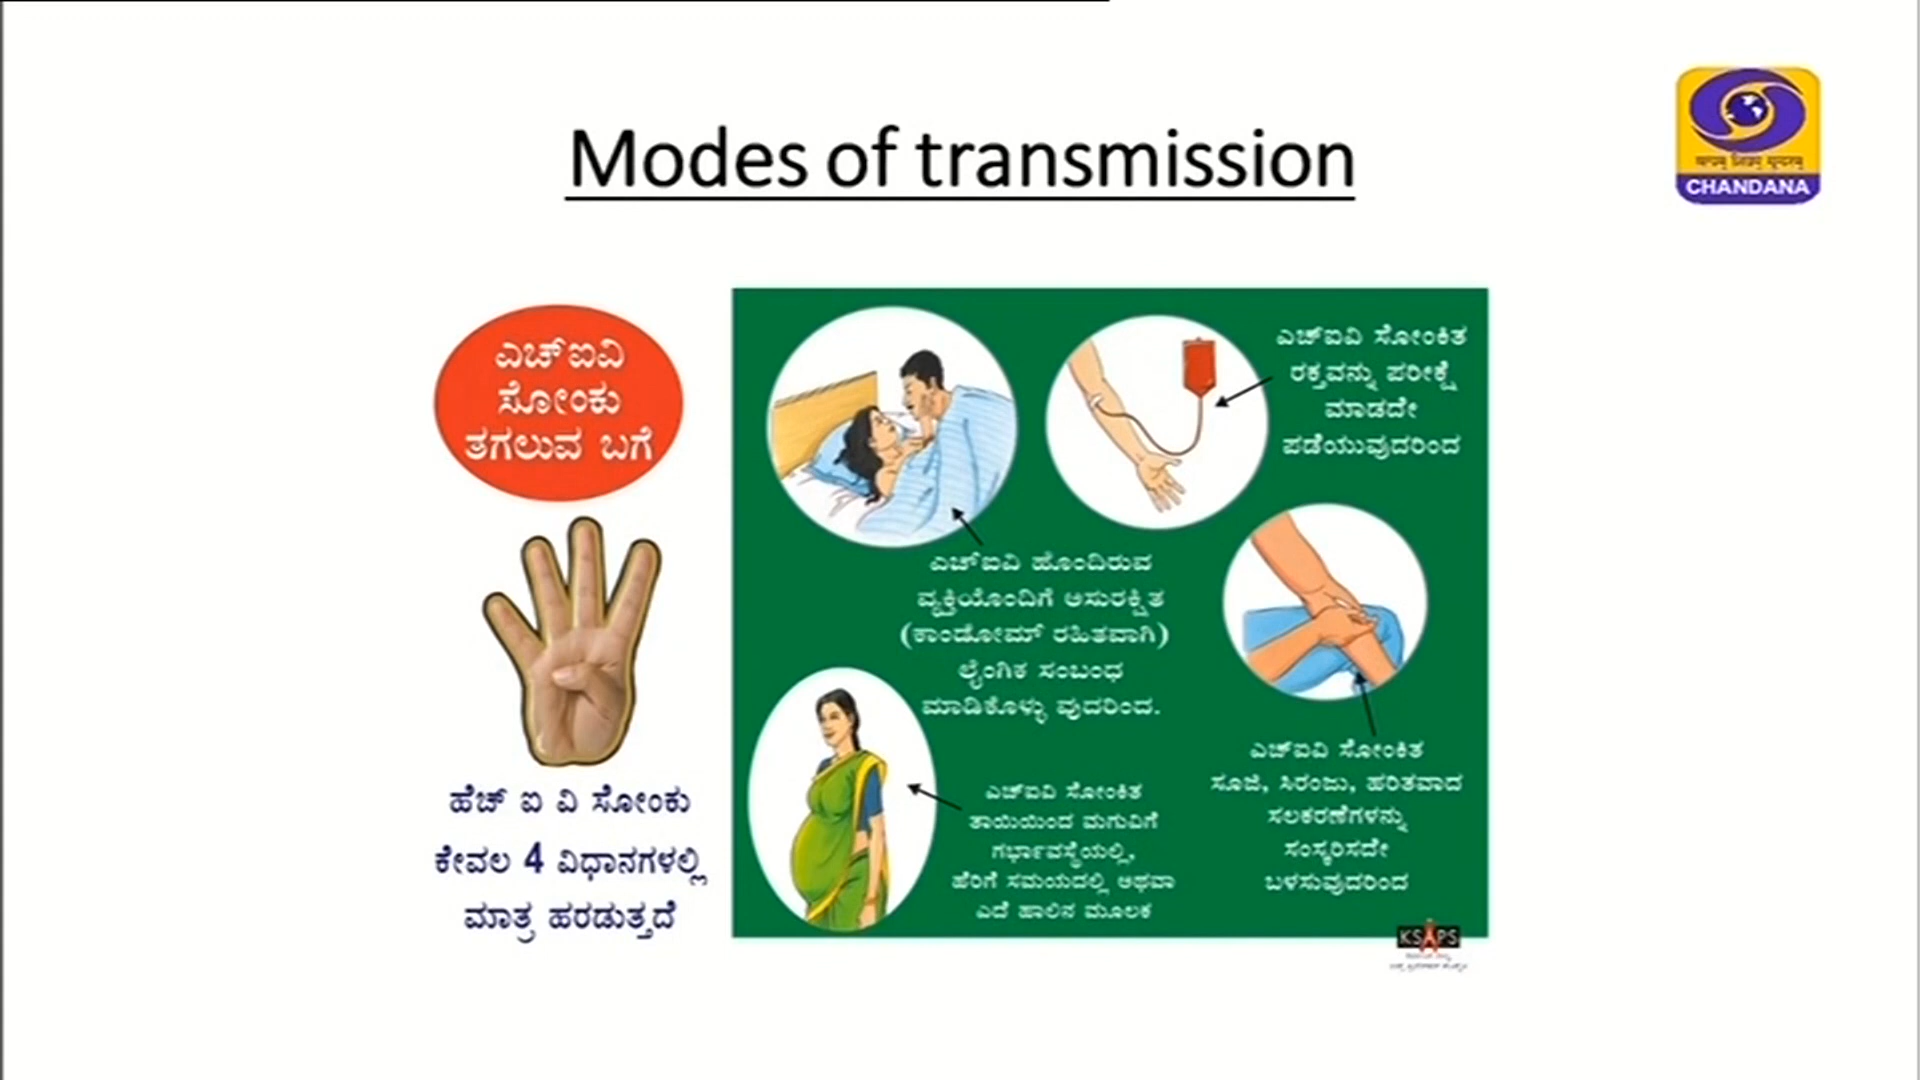 Modes of transmission
CHANDANA
ಎಚ್ಐವಿ
ಸೋಂಕು
ತಗಲುವ ಬಗೆ
ಹೆಚ್ ಐ ವಿ ಸೋಂಕು
ಕೇವಲ 4 ವಿಧಾನಗಳಲ್ಲಿ
ಮಾತ್ರ ಹರಡುತ್ತದೆ
ಎಚ್ಐವಿ ಸೋಂಕಿತ
ರಕ್ತವನ್ನು ಪರೀಕ್ಷೆ
ಮಾಡದೇ
ಪಡೆಯುವುದರಿಂದ
ಎಚ್ಐವಿ ಹೊಂದಿರುವ
ವ್ಯಕ್ತಿಯೊಂದಿಗೆ ಅಸುರಕ್ಷಿತ
(ಕಾಂಡೋಮ್ ರಹಿತವಾಗಿ)
ಲೈಂಗಿಕ ಸಂಬಂಧ
ಮಾಡಿಕೊಳ್ಳು ವುದರಿಂದ.
ಎಚ್ಐವಿ ಸೋಂಕಿತ
ಸೂಜಿ, ಸಿರಂಜು, ಹರಿತವಾದ
ಸಲಕರಣೆಗಳನ್ನು
ಸಂಸ್ಕರಿಸದೇ
ಬಳಸುವುದರಿಂದ
ಎಚ್ಐವಿ ಸೋಂಕಿತ
ತಾಯಿಯಿಂದ ಮಗುವಿಗೆ
ಗರ್ಭಾವಸ್ಥೆಯಲ್ಲಿ,
ಹೆರಿಗೆ ಸಮಯದಲ್ಲಿ ಅಥವಾ
ಎದೆ ಹಾಲಿನ ಮೂಲಕ
KSAPS